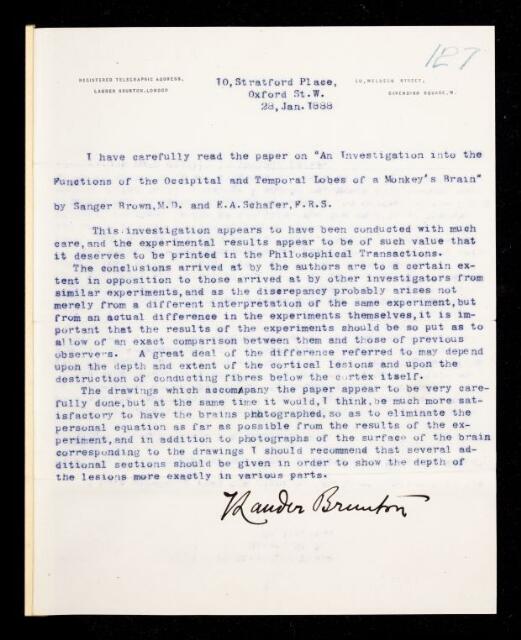 127
REGISTERED TELEGRAPHIC ADDRESS,
LAUDER BRUNTON, LONDON
10, WELBECK STREET,
CAVENDISH SQUARE, W.
10, Stratford Place,
Oxford St. W.
28, Jan. 1888
I have carefully read the paper on "An Investigation into the
Functions of the Occipital and Temporal Lobes of a Monkey's Brain"
by Sanger Brown, M.D. and E.A. Schafer, F.R.S.
This investigation appears to have been conducted with much
care, and the experimental results appear to be of such value that
it deserves to be printed in the Philosophical Transactions.
The conclusions arrived at by the authors are to a certain ex-
tent in opposition to those arrived at by other investigators from
similar experiments, and as the discrepancy probably arises not
merely from a different interpretation of the same experiment, but
from an actual difference in the experiments themselves, it is im-
portant that the results of the experiments should be so put as to
allow of an exact comparison between them and those of previous
observers. A great deal of the difference referred to may depend
upon the depth and extent of the cortical lesions and upon the
destruction of conducting fibres below the cortex itself.
The drawings which accompany the paper appear to be very care-
fully done, but at the same time it would, I think, be much more sat-
isfactory to have the brains photographed, so as to eliminate the
personal equation as far as possible from the results of the ex-
periment, and in addition to photographs of the surface of the brain
corresponding to the drawings I should recommend that several ad-
ditional sections should be given in order to show the depth of
the lesions more exactly in various parts.
T Lauder Brunton